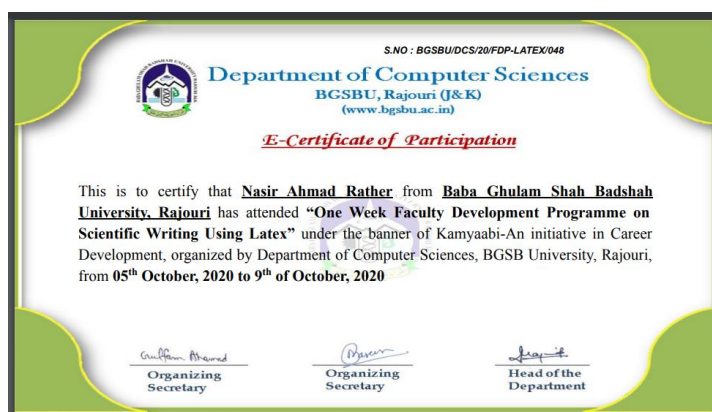 S.NO : BGSBU/DCS/20/FDP-LATEX/048
Department of Computer Sciences
BGSBU, Rajouri (J&K)
(www.bgsbu.ac.in)
E-Certificate of Participation
This is to certify that Nasir Ahmad Rather from Baba Ghulam Shah Badshah
University, Rajouri has attended “One Week Faculty Development Programme on
Scientific Writing Using Latex” under the banner of Kamyaabi-An initiative in Career
Development, organized by Department of Computer Sciences, BGSB University, Rajouri,
from 05th October, 2020 to 9th of October, 2020
Organizing Secretary
Organizing Secretary
Head of the Department